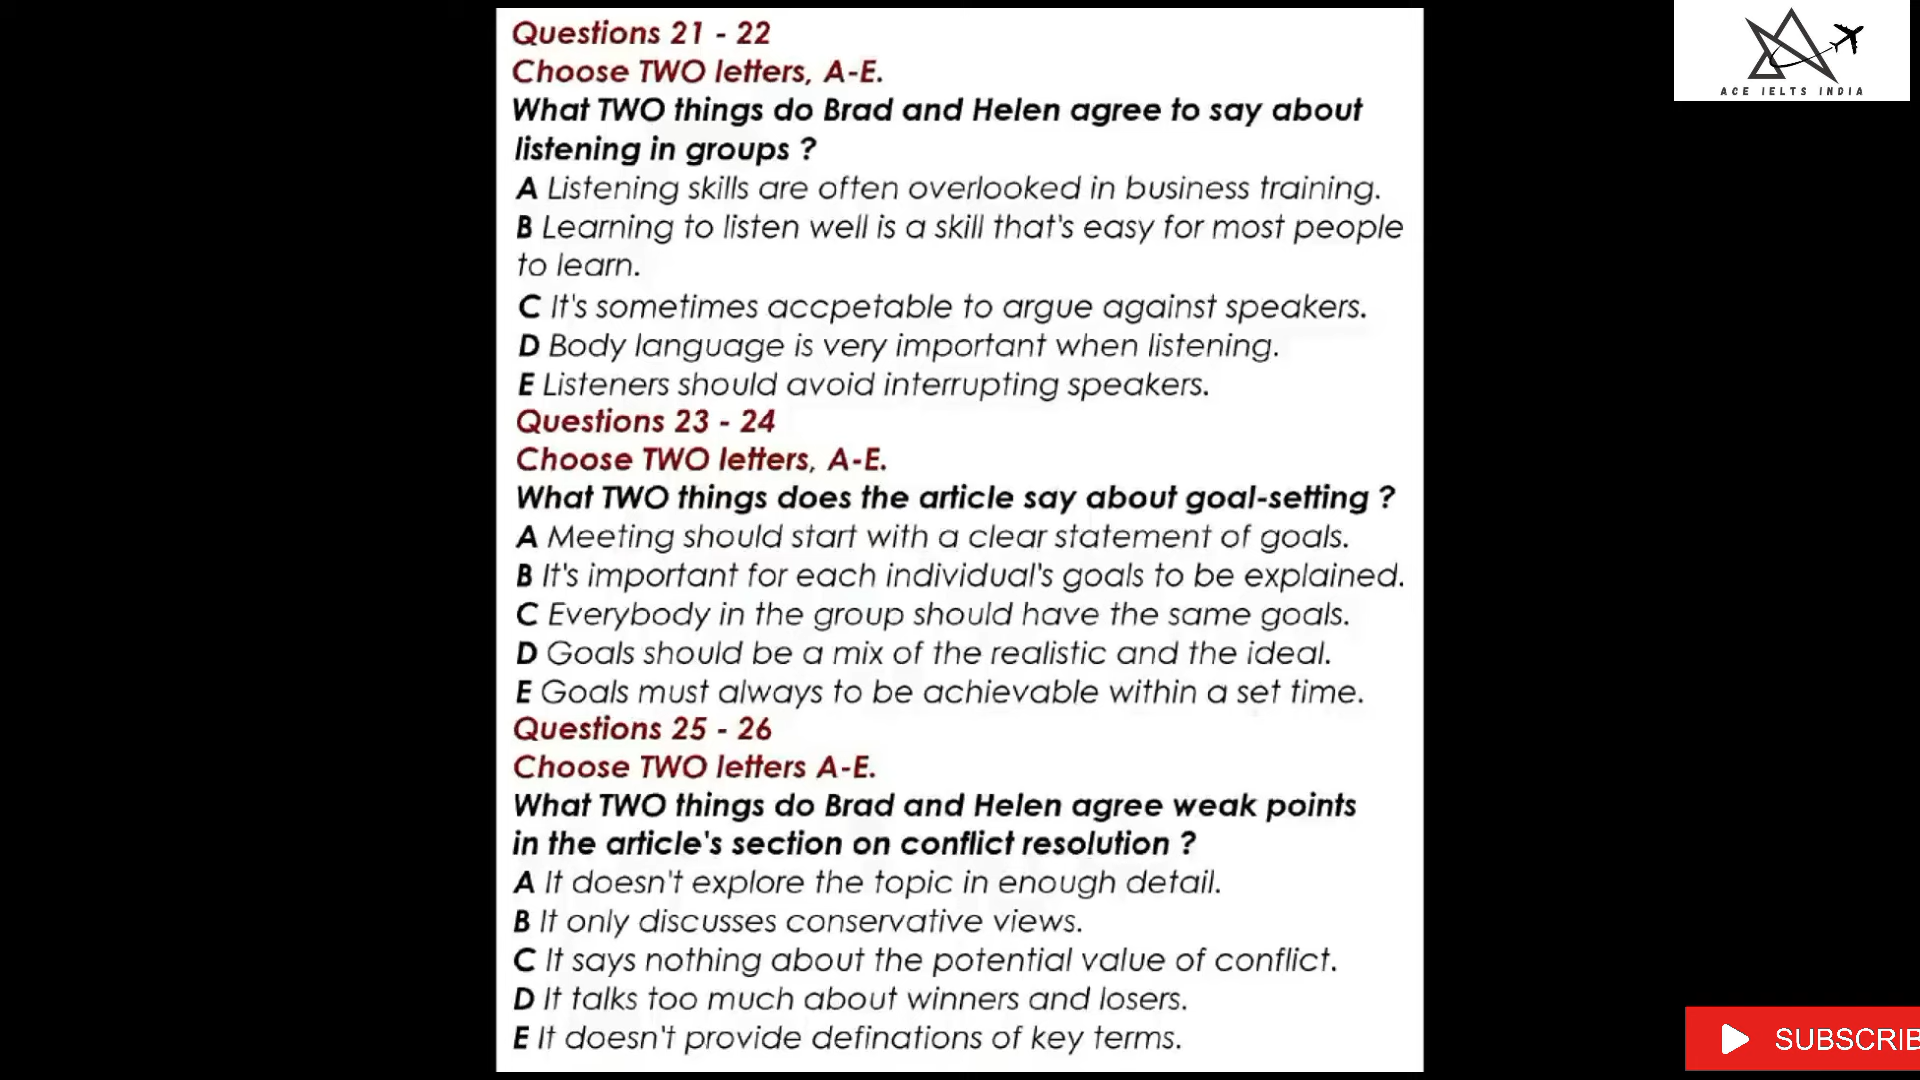 Questions 21 - 22
Choose TWO letters, A-E.
What TWO things do Brad and Helen agree to say about
listening in groups ?
A Listening skills are often overlooked in business training.
B Learning to listen well is a skill that's easy for most people
to learn.
C It's sometimes accpetable to argue against speakers.
D Body language is very important when listening.
E Listeners should avoid interrupting speakers.
Questions 23 - 24
Choose TWO letters, A-E.
What TWO things does the article say about goal-setting ?
A Meeting should start with a clear statement of goals.
B It's important for each individual's goals to be explained.
C Everybody in the group should have the same goals.
D Goals should be a mix of the realistic and the ideal.
E Goals must always to be achievable within a set time.
Questions 25 - 26
Choose TWO letters A-E.
What TWO things do Brad and Helen agree weak points
in the article's section on conflict resolution ?
A It doesn't explore the topic in enough detail.
B It only discusses conservative views.
C It says nothing about the potential value of conflict.
D It talks too much about winners and losers.
E It doesn't provide definations of key terms.
ACE IELTS INDIA
SUBSCRIB